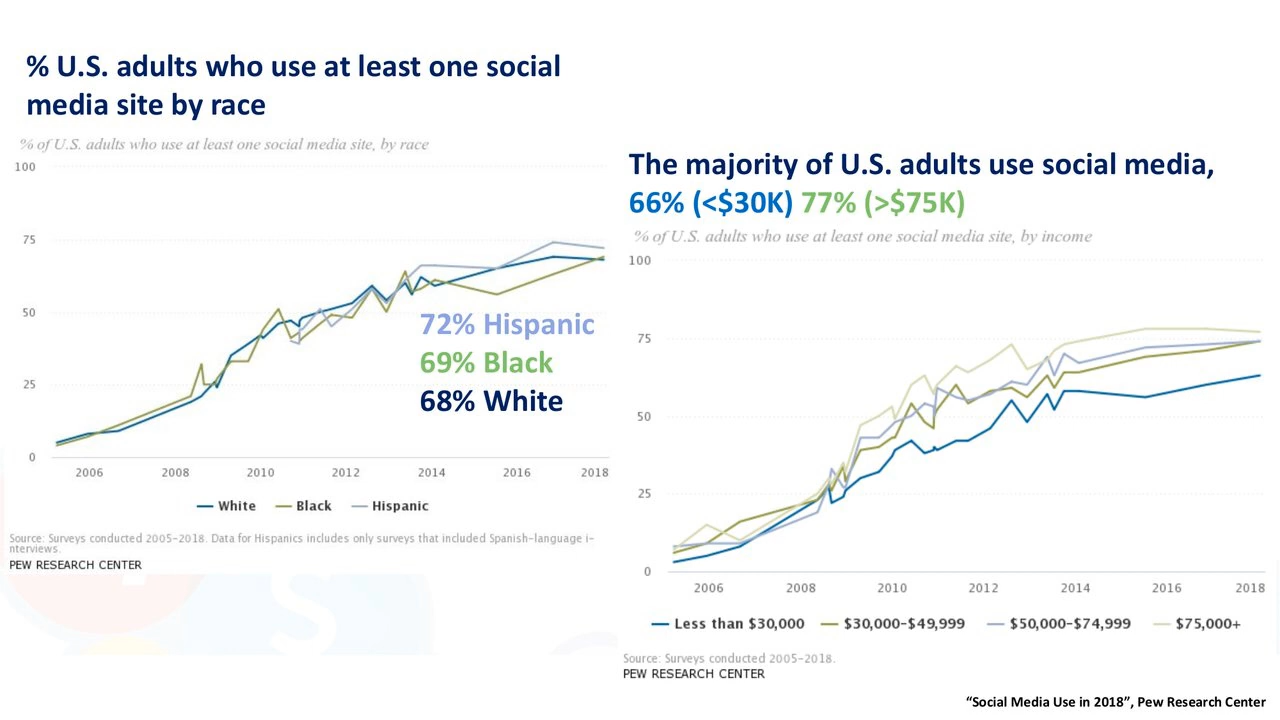 % U.S. adults who use at least one social
media site by race
% of U.S. adults who use at least one social media site, by race
100
75
50
25
0
2006 2008 2010 2012 2014 2016 2018
72% Hispanic
69% Black
68% White
White Black Hispanic
Source: Surveys conducted 2005-2018. Data for Hispanics includes only surveys that included Spanish-language i-
nterviews.
PEW RESEARCH CENTER
The majority of U.S. adults use social media,
66% (<$30K) 77% (>$75K)
% of U.S. adults who use at least one social media site, by income
100
75
50
25
0
2006 2008 2010 2012 2014 2016 2018
Less than $30,000 $30,000-$49,999 $50,000-$74,999 $75,000+
Source: Surveys conducted 2005-2018.
PEW RESEARCH CENTER
“Social Media Use in 2018”, Pew Research Center